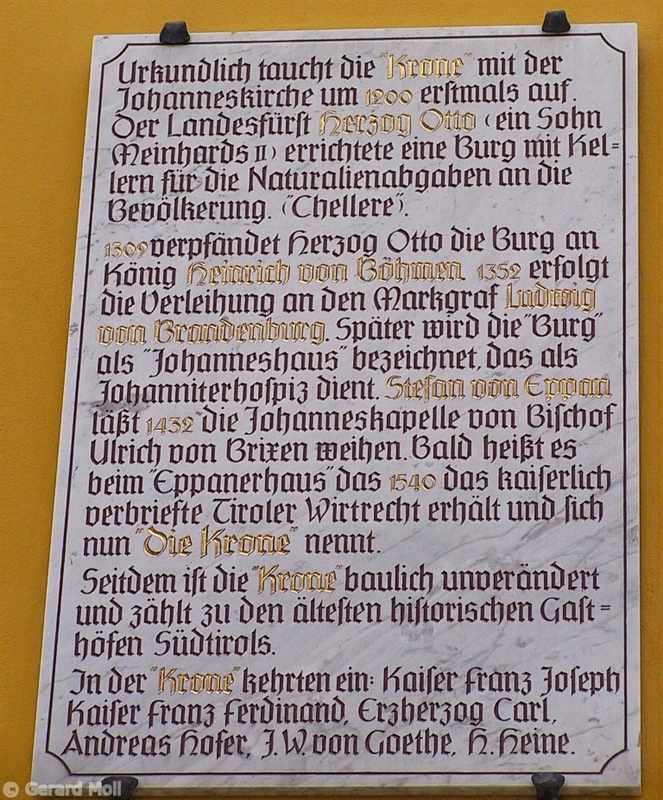 Urkundlich taucht die "Krone" mit der
Johanneskirche um 1200 erstmals auf.
Der Landesfürst Herzog Otto (ein Sohn
Meinhards II) errichtete eine Burg mit Kel=
lern für die Naturalienabgaben an die
Bevölkerung. ("Chellere").
1309 verpfändet Herzog Otto die Burg an
König Heinrich von Böhmen. 1352 erfolgt
die Verleihung an den Markgraf Ludwig
von Brandenburg. Später wird die "Burg"
als "Johanneshaus" bezeichnet, das als
Johanniterhospiz dient. Stefan von Eppan
läßt 1432 die Johanneskapelle von Bischof
Ulrich von Brixen weihen. Bald heißt es
beim "Eppanerhaus" das 1540 das kaiserlich
verbriefte Tiroler Wirtrecht erhält und sich
nun "die Krone" nennt.
Seitdem ist die "Krone" baulich unverändert
und zählt zu den ältesten historischen Gast=
höfen Südtirols.
In der "Krone" kehrten ein: Kaiser Franz Joseph
Kaiser Franz Ferdinand, Erzherzog Carl,
Andreas Hofer, J. W. von Goethe, H. Heine.
© Gerard Moll